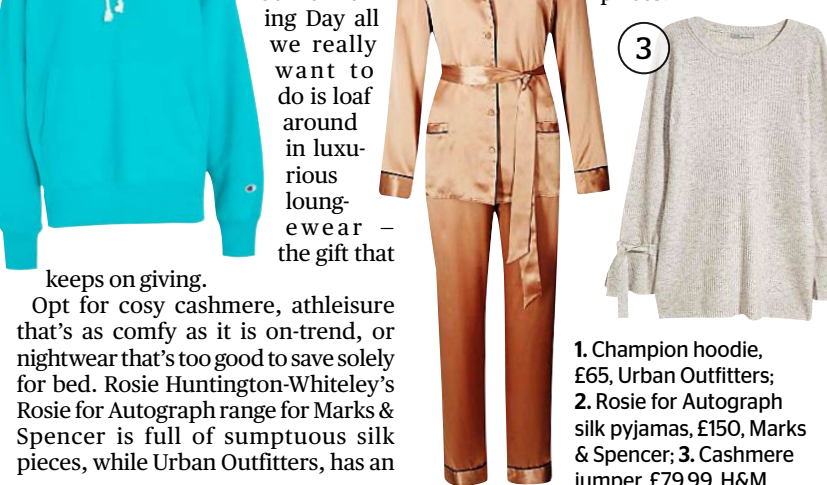 ing Day all
we really
want to
do is loaf
around
in luxu-
rious
loung-
ewear –
the gift that
keeps on giving.
Opt for cosy cashmere, athleisure
that's as comfy as it is on-trend, or
nightwear that's too good to save solely
for bed. Rosie Huntington-Whiteley's
Rosie for Autograph range for Marks &
Spencer is full of sumptuous silk
pieces, while Urban Outfitters, has an
3
1. Champion hoodie,
£65, Urban Outfitters;
2. Rosie for Autograph
silk pyjamas, £150, Marks
& Spencer; 3. Cashmere
jumper, £79.99, H&M